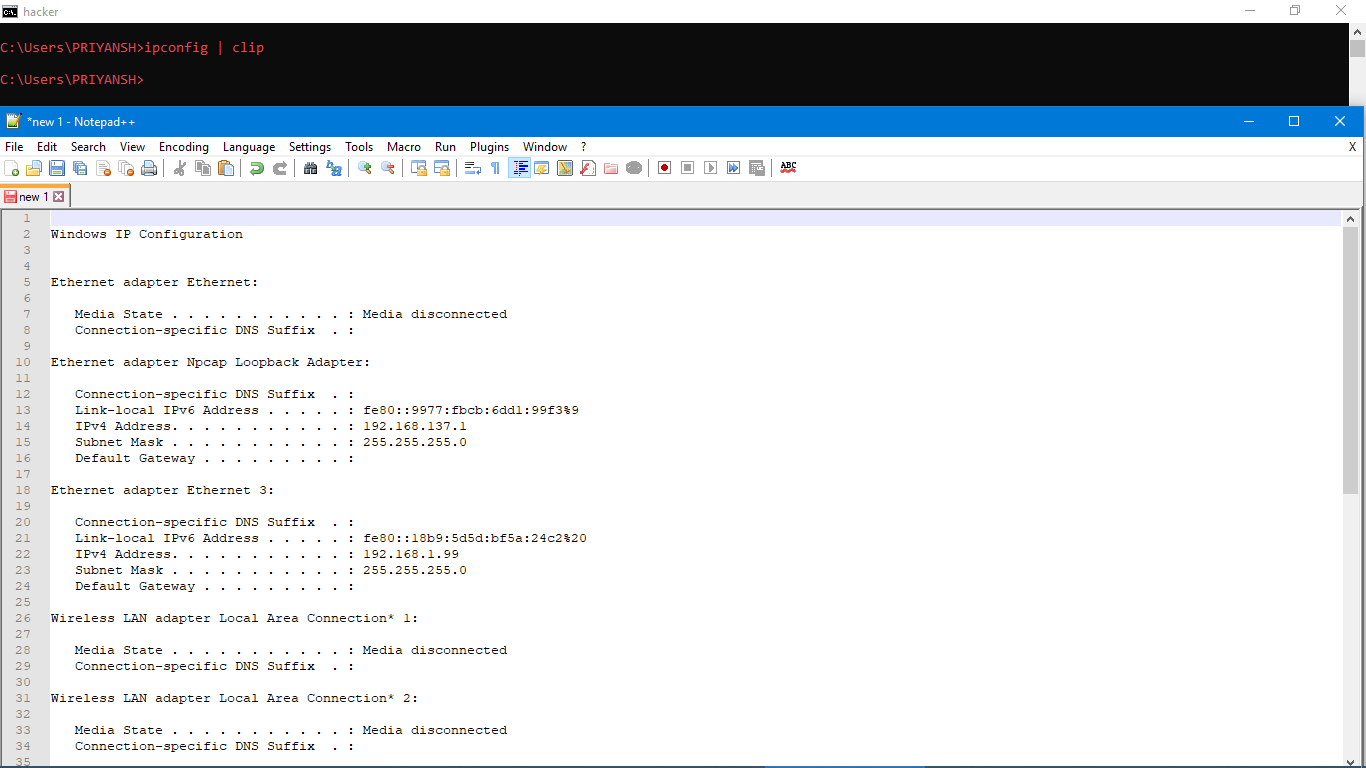 hacker
C:\Users\PRIYANSH>ipconfig | clip
C:\Users\PRIYANSH>
*new 1 - Notepad++
File Edit Search View Encoding Language Settings Tools Macro Run Plugins Window ? X
ABC
new 1
1
2 Windows IP Configuration
3
4
5 Ethernet adapter Ethernet:
6
7 Media State . . . . . . . . . . . : Media disconnected
8 Connection-specific DNS Suffix . :
9
10 Ethernet adapter Npcap Loopback Adapter:
11
12 Connection-specific DNS Suffix . :
13 Link-local IPv6 Address . . . . . : fe80::9977:fbcb:6dd1:99f3%9
14 IPv4 Address. . . . . . . . . . . : 192.168.137.1
15 Subnet Mask . . . . . . . . . . . : 255.255.255.0
16 Default Gateway . . . . . . . . . :
17
18 Ethernet adapter Ethernet 3:
19
20 Connection-specific DNS Suffix . :
21 Link-local IPv6 Address . . . . . : fe80::18b9:5d5d:bf5a:24c2%20
22 IPv4 Address. . . . . . . . . . . : 192.168.1.99
23 Subnet Mask . . . . . . . . . . . : 255.255.255.0
24 Default Gateway . . . . . . . . . :
25
26 Wireless LAN adapter Local Area Connection* 1:
27
28 Media State . . . . . . . . . . . : Media disconnected
29 Connection-specific DNS Suffix . :
30
31 Wireless LAN adapter Local Area Connection* 2:
32
33 Media State . . . . . . . . . . . : Media disconnected
34 Connection-specific DNS Suffix . :
35